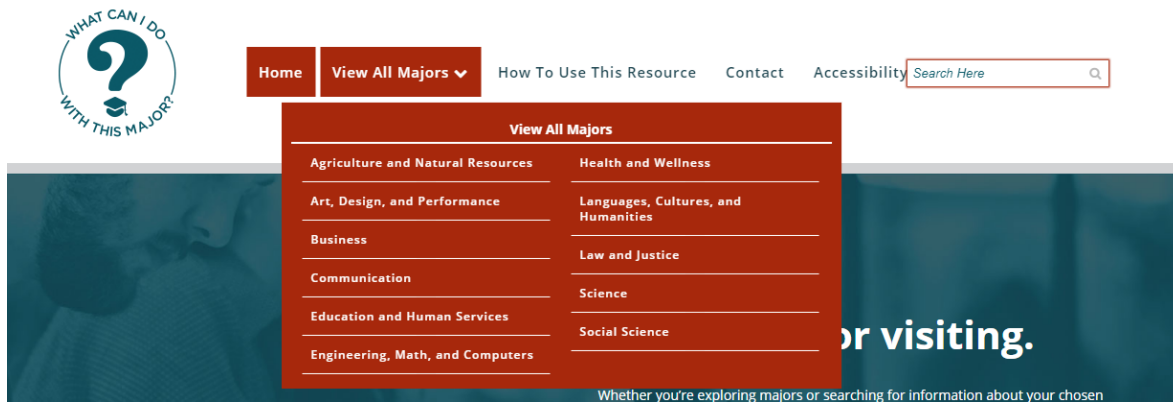 WHAT CAN I DO
WITH THIS MAJOR?
Home
View All Majors
How To Use This Resource
Contact
Accessibility
Search Here
View All Majors
Agriculture and Natural Resources
Art, Design, and Performance
Business
Communication
Education and Human Services
Engineering, Math, and Computers
Health and Wellness
Languages, Cultures, and
Humanities
Law and Justice
Science
Social Science
or visiting.
Whether you're exploring majors or searching for information about your chosen